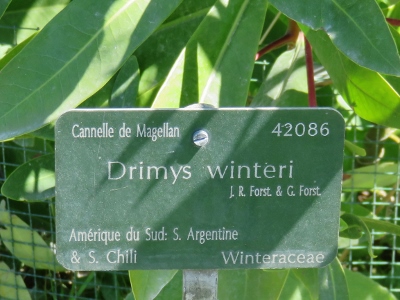 Cannelle de Magellan 42086
Drimys winteri
J. R. Forst. & G. Forst.
Amérique du Sud: S. Argentine
& S. Chili Winteraceae